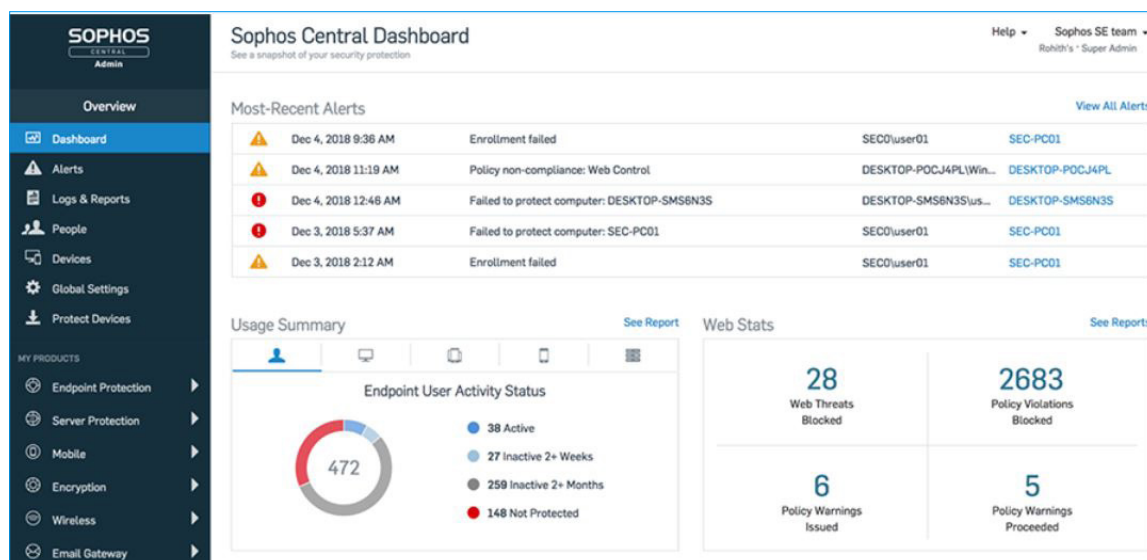 SOPHOS
CENTRAL
Admin
Overview
Dashboard
Alerts
Logs & Reports
People
Devices
Global Settings
Protect Devices
MY PRODUCTS
Endpoint Protection
Server Protection
Mobile
Encryption
Wireless
Email Gateway
Sophos Central Dashboard
See a snapshot of your security protection
Help
Sophos SE team
Rohith's · Super Admin
Most-Recent Alerts
View All Alerts
Dec 4, 2018 9:36 AM Enrollment failed SEC0\user01 SEC-PC01
Dec 4, 2018 11:19 AM Policy non-compliance: Web Control DESKTOP-POCJ4PL\Win... DESKTOP-POCJ4PL
Dec 4, 2018 12:46 AM Failed to protect computer: DESKTOP-SMS6N3S DESKTOP-SMS6N3S\us... DESKTOP-SMS6N3S
Dec 3, 2018 5:37 AM Failed to protect computer: SEC-PC01 SEC0\user01 SEC-PC01
Dec 3, 2018 2:12 AM Enrollment failed SEC0\user01 SEC-PC01
Usage Summary
See Report
Endpoint User Activity Status
472
38 Active
27 Inactive 2+ Weeks
259 Inactive 2+ Months
148 Not Protected
Web Stats
See Reports
28
Web Threats
Blocked
2683
Policy Violations
Blocked
6
Policy Warnings
Issued
5
Policy Warnings
Proceeded